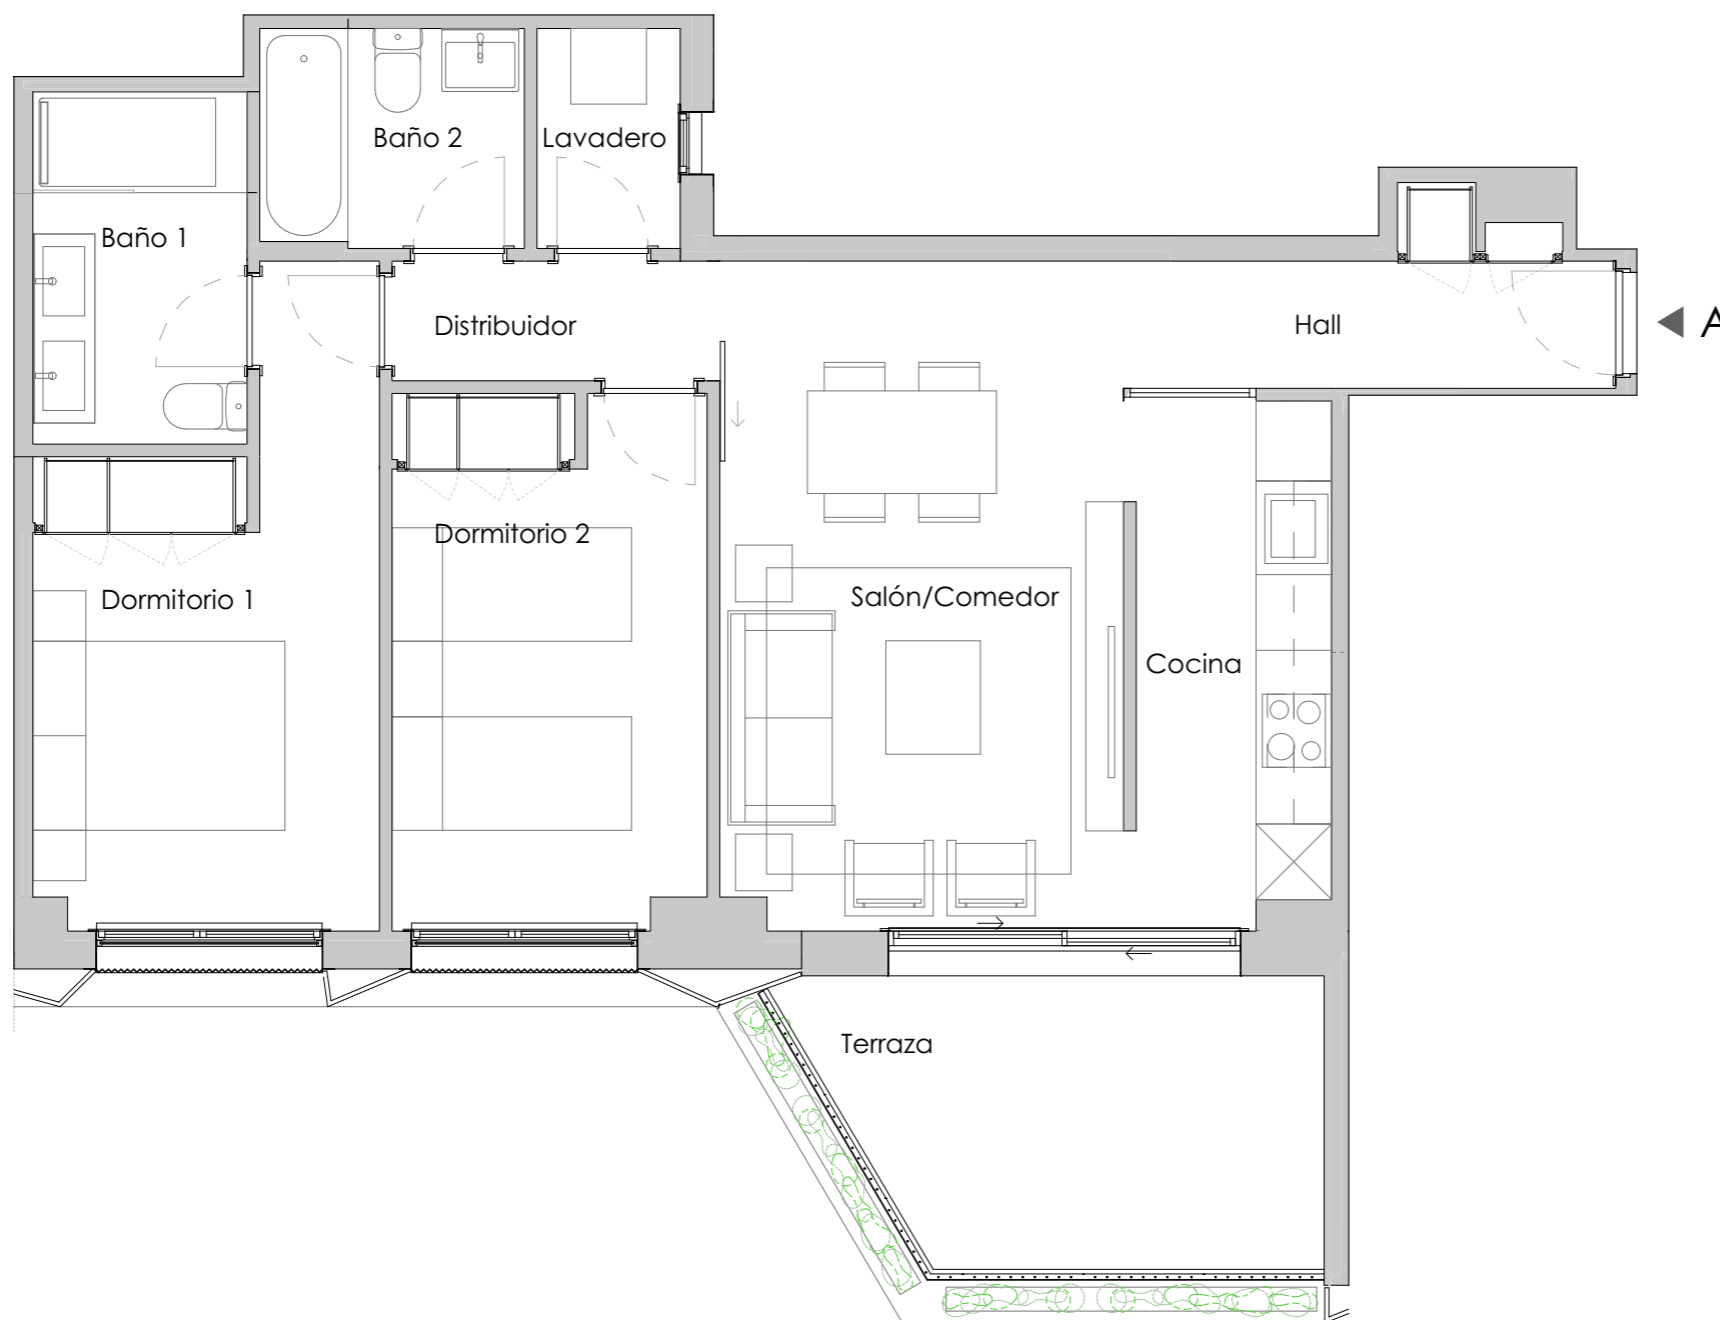 Baño 2
Lavadero
Baño 1
Distribuidor
Hall
A
Dormitorio 2
Salón/Comedor
Dormitorio 1
Cocina
Terraza